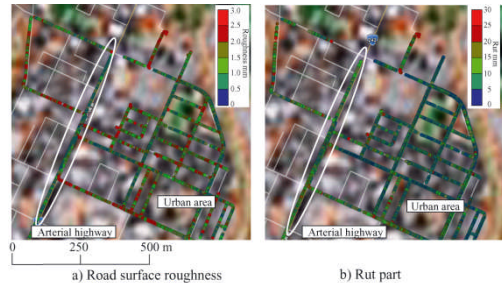 3.0
2.5
2.0
1.5
1.0
0.5
0
Roughness mm
Urban area
Arterial highway
0 250 500 m
a) Road surface roughness
30
25
20
15
10
5
0
Rut mm
Urban area
Arterial highway
b) Rut part